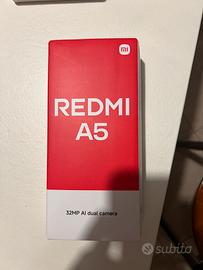 mi
REDMI
A5
32MP AI dual camera
subito